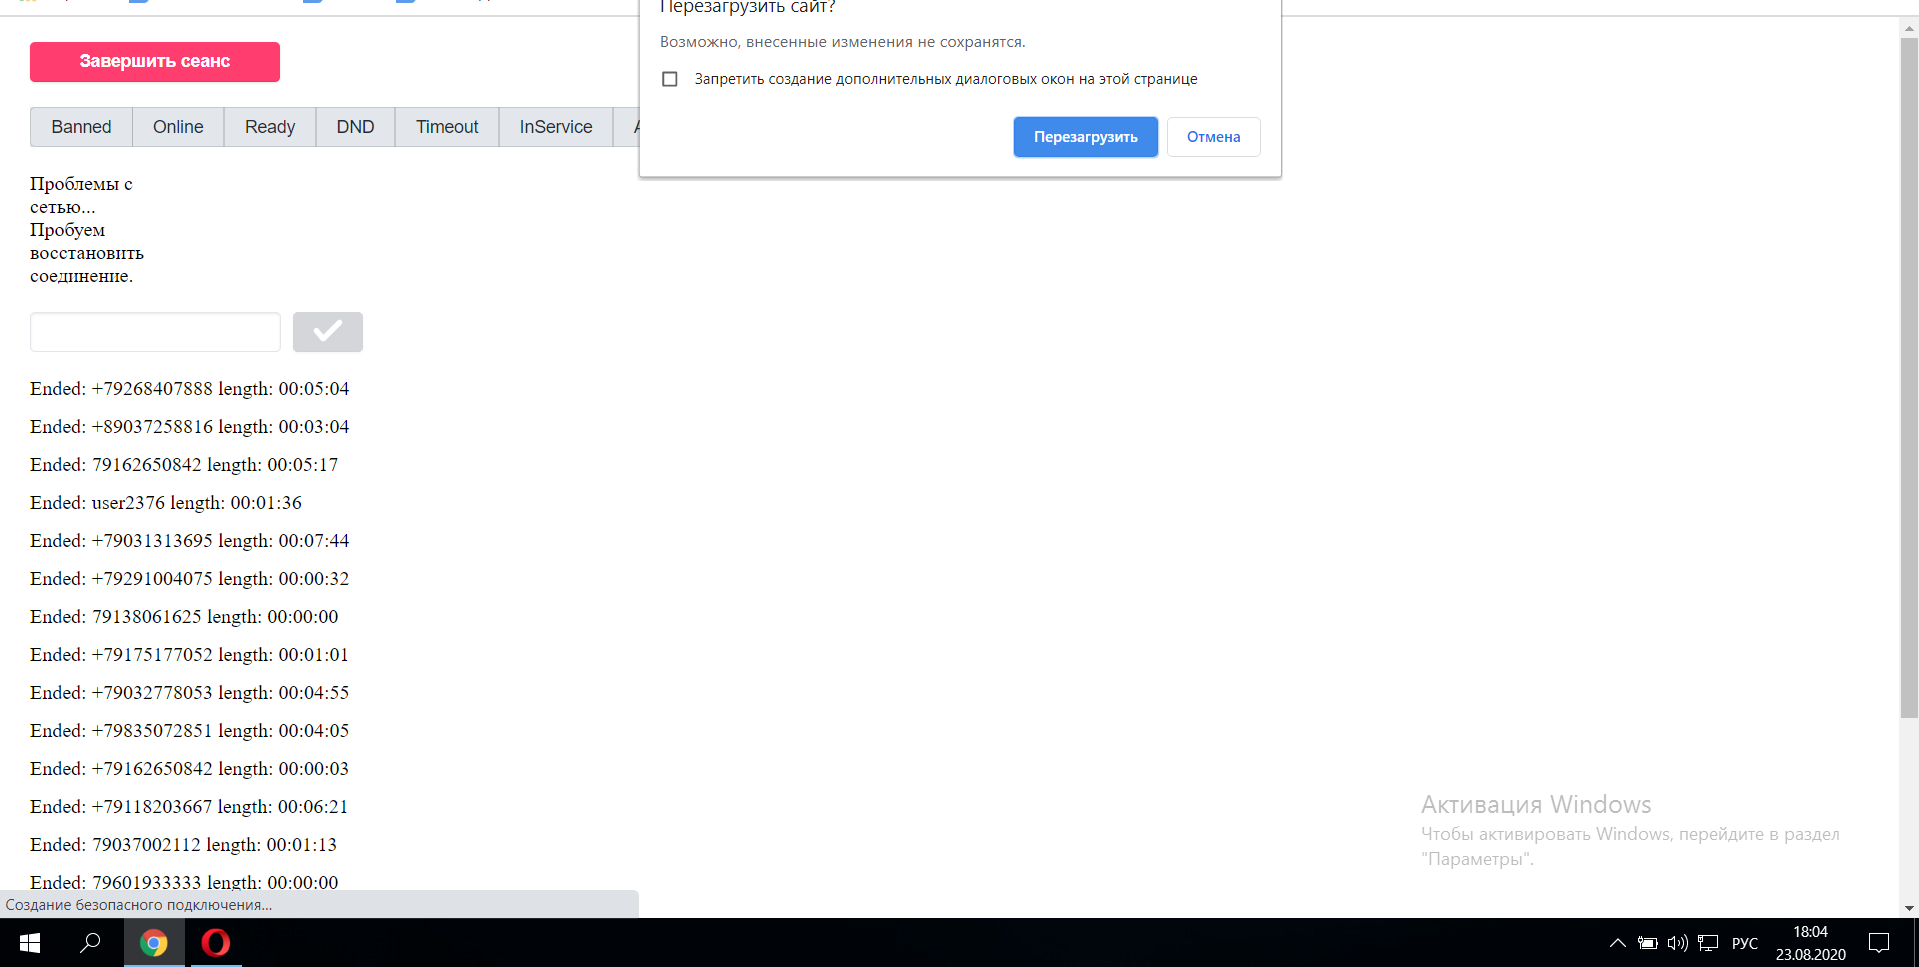 Перезагрузить сайт?
Возможно, внесенные изменения не сохранятся.
Запретить создание дополнительных диалоговых окон на этой странице
Перезагрузить Отмена
Завершить сеанс
Banned Online Ready DND Timeout InService
Проблемы с
сетью...
Пробуем
восстановить
соединение.
Ended: +79268407888 length: 00:05:04
Ended: +89037258816 length: 00:03:04
Ended: 79162650842 length: 00:05:17
Ended: user2376 length: 00:01:36
Ended: +79031313695 length: 00:07:44
Ended: +79291004075 length: 00:00:32
Ended: 79138061625 length: 00:00:00
Ended: +79175177052 length: 00:01:01
Ended: +79032778053 length: 00:04:55
Ended: +79835072851 length: 00:04:05
Ended: +79162650842 length: 00:00:03
Ended: +79118203667 length: 00:06:21
Ended: 79037002112 length: 00:01:13
Ended: 79601933333 length: 00:00:00
Создание безопасного подключения...
Активация Windows
Чтобы активировать Windows, перейдите в раздел
"Параметры".
РУС
18:04
23.08.2020